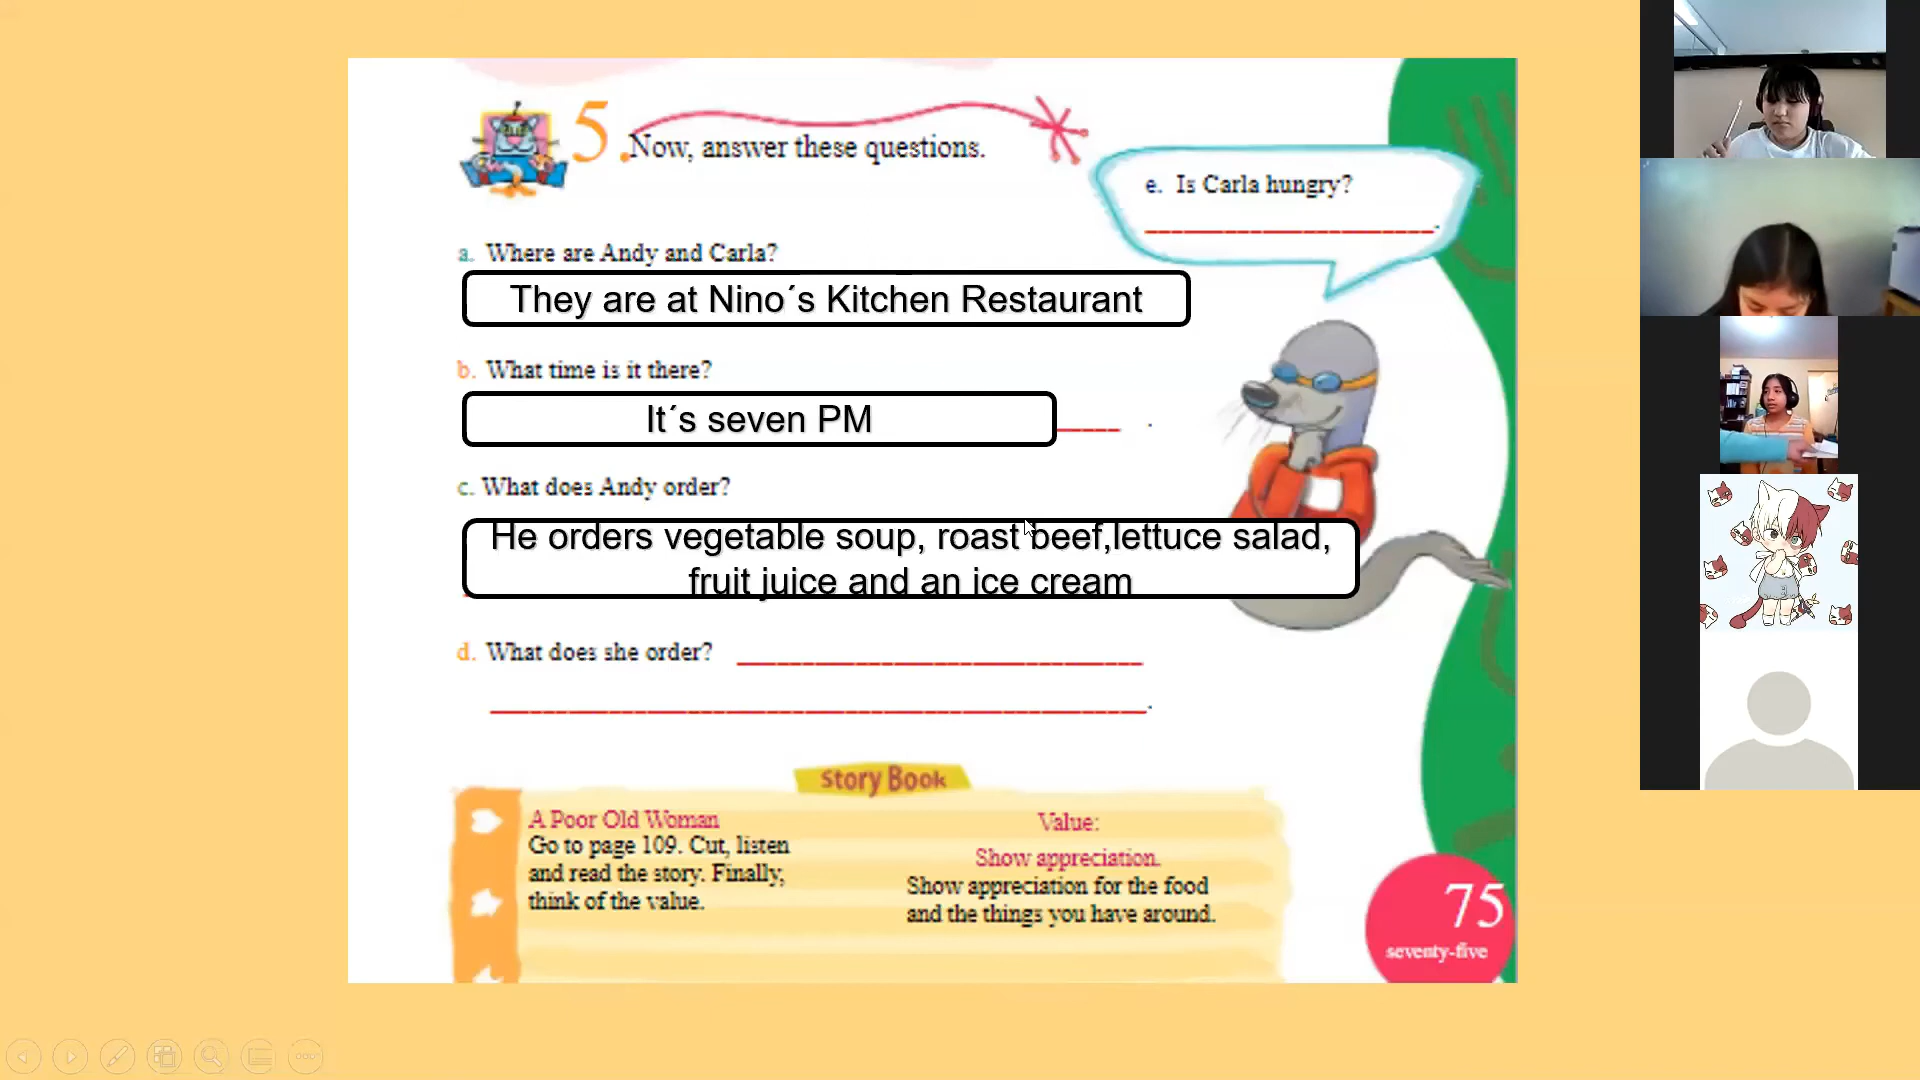 5. Now, answer these questions.
e. Is Carla hungry?
a. Where are Andy and Carla?
They are at Nino´s Kitchen Restaurant
b. What time is it there?
It´s seven PM
c. What does Andy order?
He orders vegetable soup, roast beef,lettuce salad,
fruit juice and an ice cream
d. What does she order?
Story Book
A Poor Old Woman
Go to page 109. Cut, listen
and read the story. Finally,
think of the value.
Value:
Show appreciation.
Show appreciation for the food
and the things you have around.
75
seventy-five